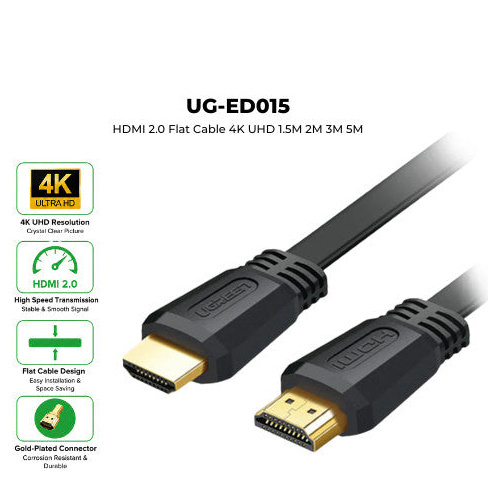 UG-ED015
HDMI 2.0 Flat Cable 4K UHD 1.5M 2M 3M 5M
4K
ULTRA HD
4K UHD Resolution
Crystal Clear Picture
HDMI 2.0
High Speed Transmission
Stable & Smooth Signal
Flat Cable Design
Easy Installation &
Space Saving
Gold-Plated Connector
Corrosion Resistant &
Durable
UGREEN
HDMI